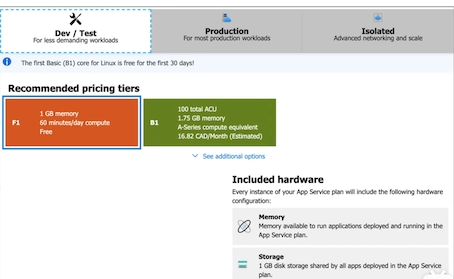 Dev / Test
For less demanding workloads
Production
For most production workloads
Isolated
Advanced networking and scale
The first Basic (B1) core for Linux is free for the first 30 days!
Recommended pricing tiers
F1
1 GB memory
60 minutes/day compute
Free
B1
100 total ACU
1.75 GB memory
A-Series compute equivalent
16.82 CAD/Month (Estimated)
See additional options
Included hardware
Every instance of your App Service plan will include the following hardware
configuration:
Memory
Memory available to run applications deployed and running in the
App Service plan.
Storage
1 GB disk storage shared by all apps deployed in the App Service
plan.